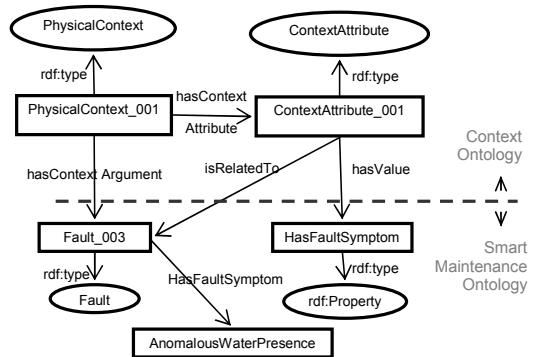 PhysicalContext
ContextAttribute
rdf:type
rdf:type
PhysicalContext_001
hasContext
Attribute
ContextAttribute_001
Context
Ontology
hasContext Argument
isRelatedTo
hasValue
Fault_003
HasFaultSymptom
Smart
Maintenance
Ontology
rdf:type
HasFaultSymptom
rdf:type
Fault
rdf:Property
AnomalousWaterPresence